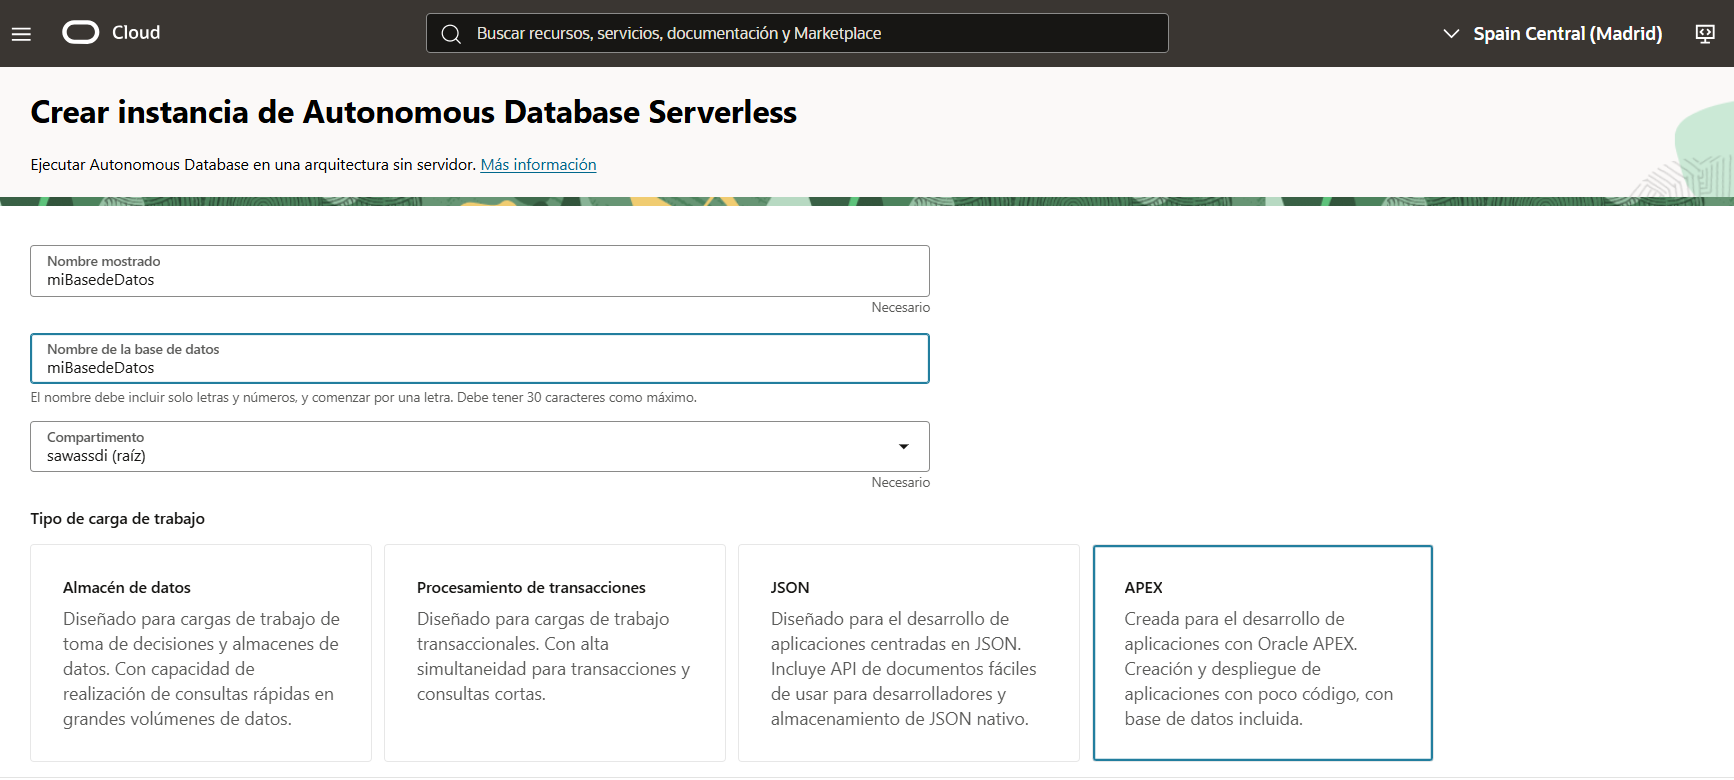 Cloud
Buscar recursos, servicios, documentación y Marketplace
Spain Central (Madrid)
Crear instancia de Autonomous Database Serverless
Ejecutar Autonomous Database en una arquitectura sin servidor. Más información
Nombre mostrado
miBasedeDatos
Necesario
Nombre de la base de datos
miBasedeDatos
El nombre debe incluir solo letras y números, y comenzar por una letra. Debe tener 30 caracteres como máximo.
Compartimento
sawassdi (raíz)
Necesario
Tipo de carga de trabajo
Almacén de datos
Diseñado para cargas de trabajo de
toma de decisiones y almacenes de
datos. Con capacidad de
realización de consultas rápidas en
grandes volúmenes de datos.
Procesamiento de transacciones
Diseñado para cargas de trabajo
transaccionales. Con alta
simultaneidad para transacciones y
consultas cortas.
JSON
Diseñado para el desarrollo de
aplicaciones centradas en JSON.
Incluye API de documentos fáciles
de usar para desarrolladores y
almacenamiento de JSON nativo.
APEX
Creada para el desarrollo de
aplicaciones con Oracle APEX.
Creación y despliegue de
aplicaciones con poco código, con
base de datos incluida.